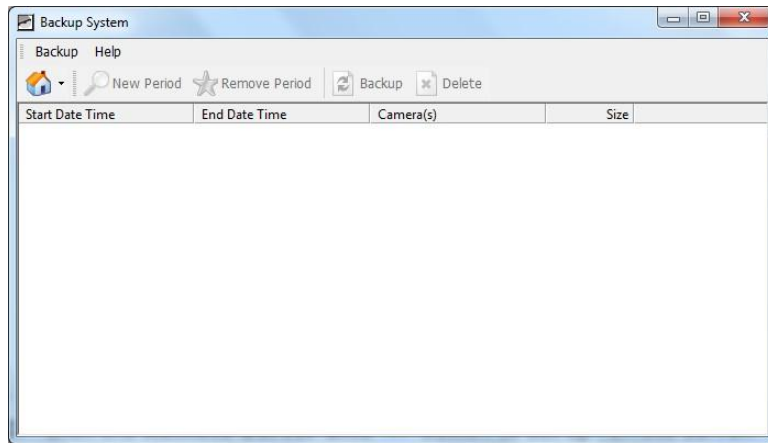 Backup System
Backup Help
New Period Remove Period Backup Delete
Start Date Time End Date Time Camera(s) Size